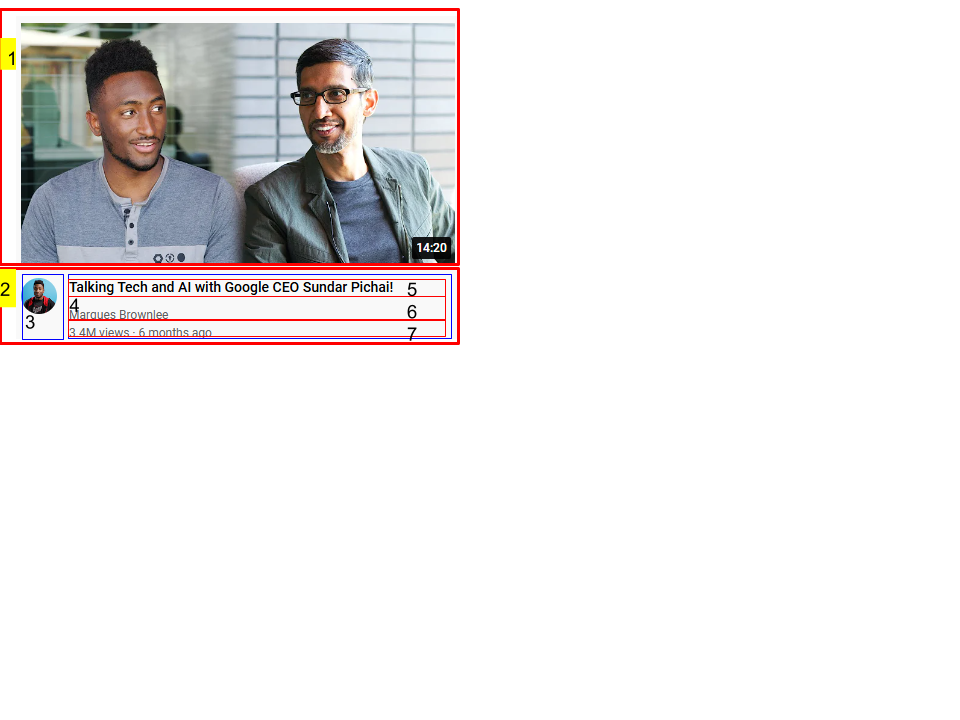 1
14:20
2
3
4
Talking Tech and AI with Google CEO Sundar Pichai! 5
Marques Brownlee 6
3.4M views · 6 months ago 7